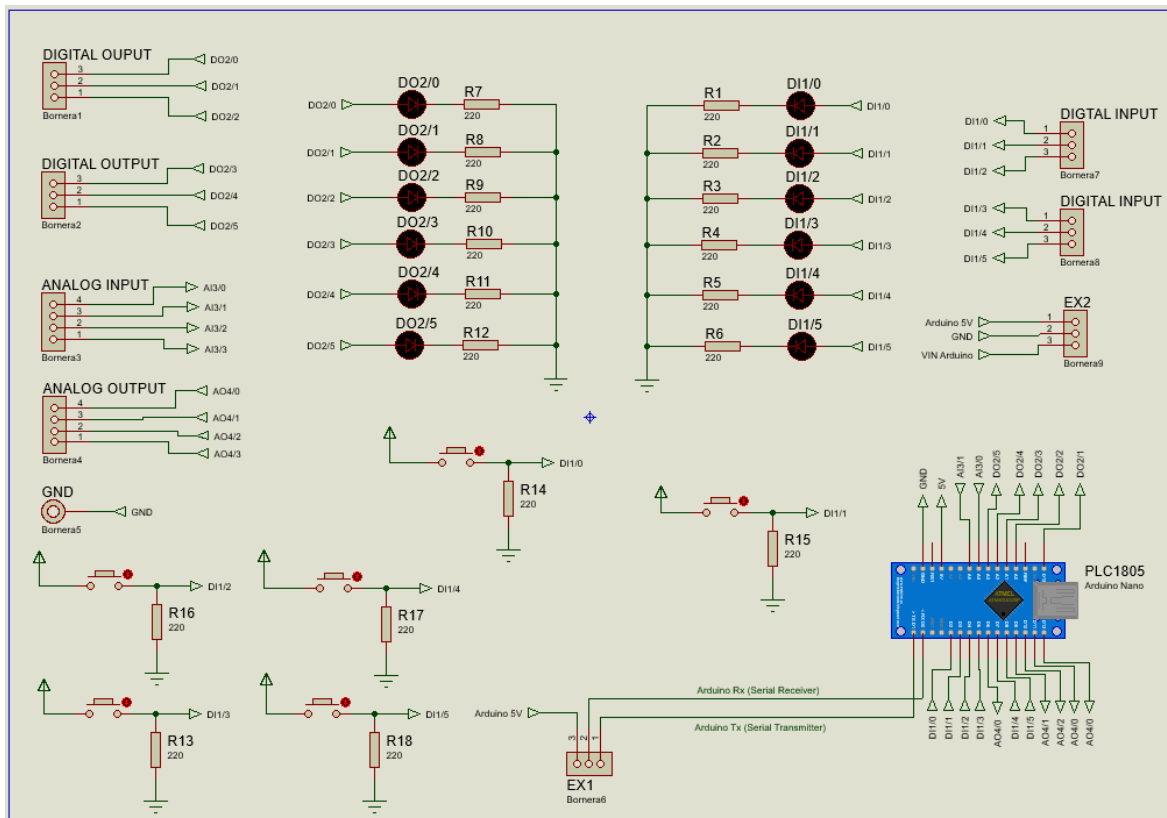 DIGITAL OUPUT
3
2
1
DO2/0
DO2/1
DO2/2
Bornera1
DIGITAL OUTPUT
3
2
1
DO2/3
DO2/4
DO2/5
Bornera2
ANALOG INPUT
4
3
2
1
AI3/0
AI3/1
AI3/2
AI3/3
Bornera3
ANALOG OUTPUT
4
3
2
1
AO4/0
AO4/1
AO4/2
AO4/3
Bornera4
GND
GND
Bornera5
DO2/0
DO2/0
R7
220
DO2/1
DO2/1
R8
220
DO2/2
DO2/2
R9
220
DO2/3
DO2/3
R10
220
DO2/4
DO2/4
R11
220
DO2/5
DO2/5
R12
220
R1
220
DI1/0
DI1/0
R2
220
DI1/1
DI1/1
R3
220
DI1/2
DI1/2
R4
220
DI1/3
DI1/3
R5
220
DI1/4
DI1/4
R6
220
DI1/5
DI1/5
DIGTAL INPUT
DI1/0
DI1/1
DI1/2
1
2
3
Bornera7
DIGITAL INPUT
DI1/3
DI1/4
DI1/5
1
2
3
Bornera8
EX2
Arduino 5V
GND
VIN Arduino
1
2
3
Bornera9
DI1/0
R14
220
DI1/1
R15
220
DI1/2
R16
220
DI1/4
R17
220
DI1/3
R13
220
DI1/5
R18
220
GND
5V
AI3/1
AI3/0
DO2/5
DO2/4
DO2/3
DO2/2
DO2/1
PLC1805
Arduino Nano
ATMEL
Arduino Rx (Serial Receiver)
Arduino Tx (Serial Transmitter)
Arduino 5V
3
2
1
EX1
Bornera6
DI1/0
DI1/1
DI1/2
DI1/3
AO4/0
DI1/4
DI1/5
AO4/1
AO4/2
AO4/0
AO4/0